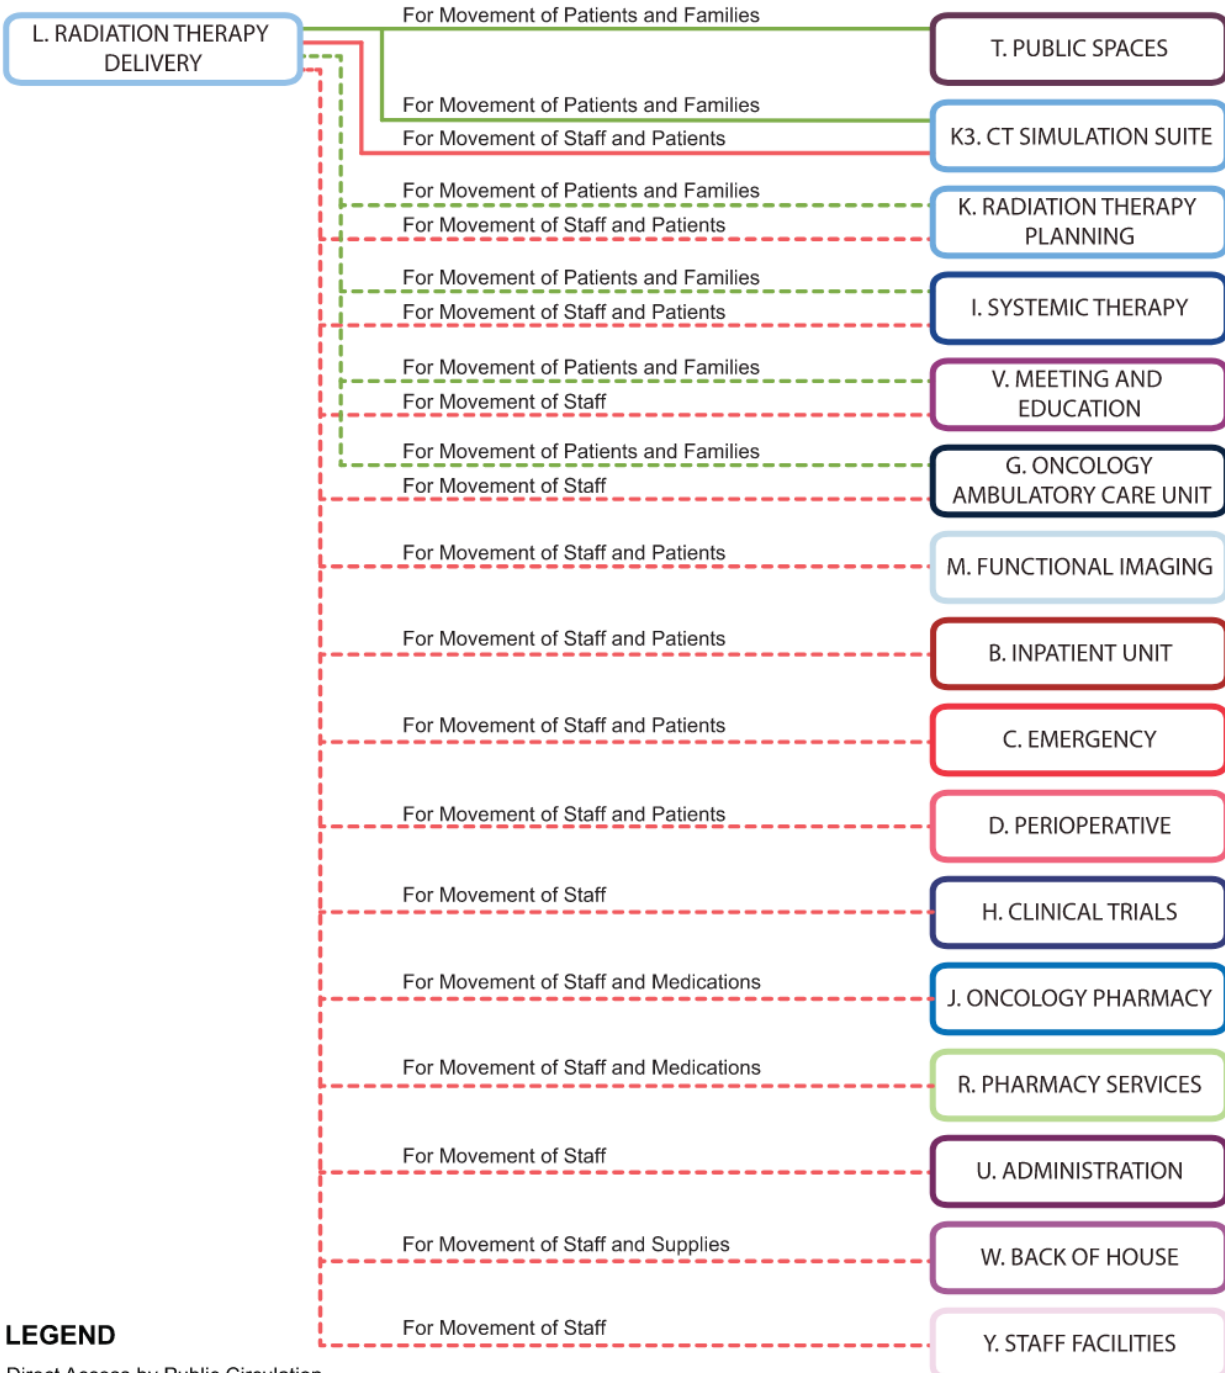 L. RADIATION THERAPY
DELIVERY
For Movement of Patients and Families
T. PUBLIC SPACES
For Movement of Patients and Families
For Movement of Staff and Patients
K3. CT SIMULATION SUITE
For Movement of Patients and Families
For Movement of Staff and Patients
K. RADIATION THERAPY
PLANNING
For Movement of Patients and Families
For Movement of Staff and Patients
I. SYSTEMIC THERAPY
For Movement of Patients and Families
For Movement of Staff
V. MEETING AND
EDUCATION
For Movement of Patients and Families
For Movement of Staff
G. ONCOLOGY
AMBULATORY CARE UNIT
For Movement of Staff and Patients
M. FUNCTIONAL IMAGING
For Movement of Staff and Patients
B. INPATIENT UNIT
For Movement of Staff and Patients
C. EMERGENCY
For Movement of Staff and Patients
D. PERIOPERATIVE
For Movement of Staff
H. CLINICAL TRIALS
For Movement of Staff and Medications
J. ONCOLOGY PHARMACY
For Movement of Staff and Medications
R. PHARMACY SERVICES
For Movement of Staff
U. ADMINISTRATION
For Movement of Staff and Supplies
W. BACK OF HOUSE
For Movement of Staff
Y. STAFF FACILITIES
LEGEND
Direct Access by Public Circulation